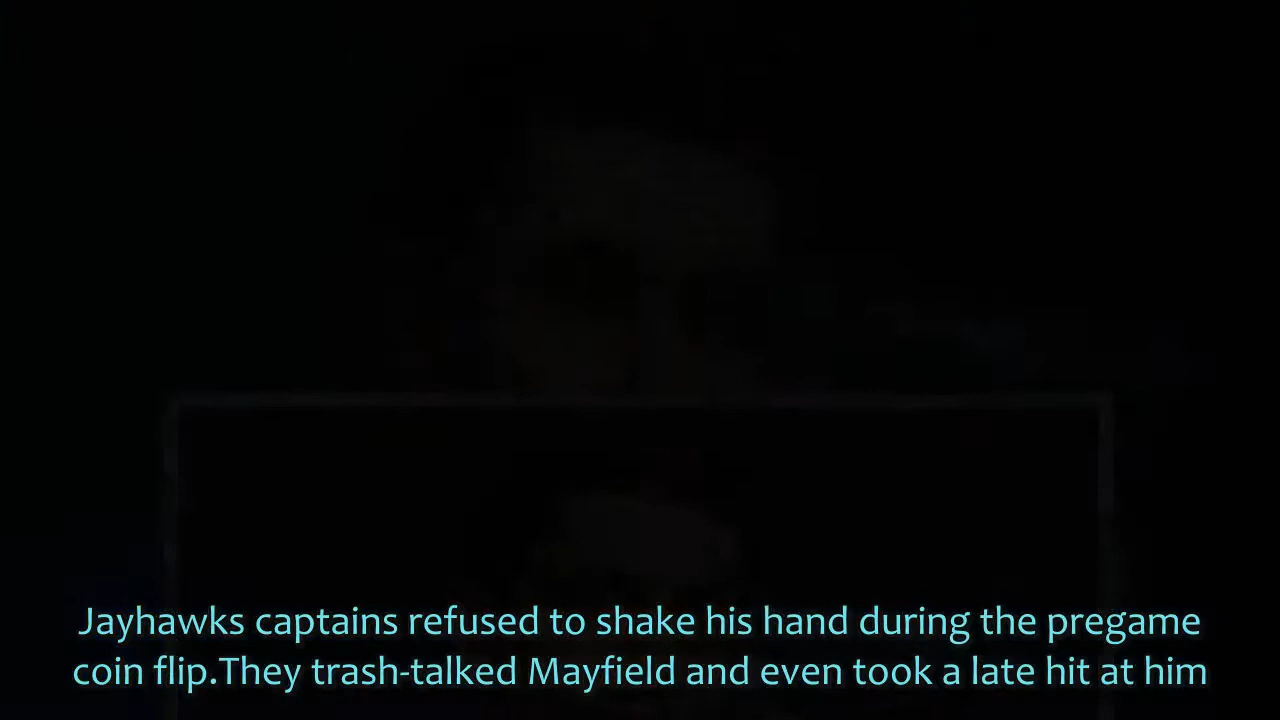 Jayhawks captains refused to shake his hand during the pregame
coin flip.They trash-talked Mayfield and even took a late hit at him